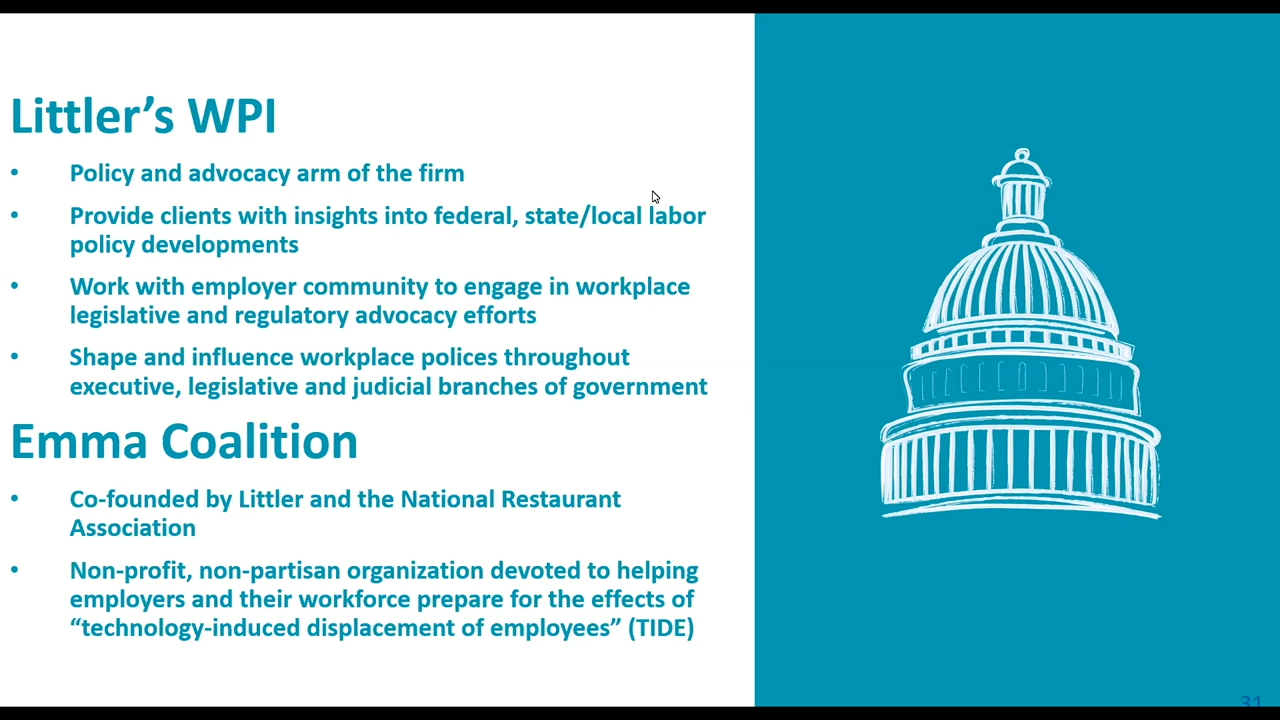 Littler’s WPI
• Policy and advocacy arm of the firm
• Provide clients with insights into federal, state/local labor
policy developments
• Work with employer community to engage in workplace
legislative and regulatory advocacy efforts
• Shape and influence workplace polices throughout
executive, legislative and judicial branches of government
Emma Coalition
• Co-founded by Littler and the National Restaurant
Association
• Non-profit, non-partisan organization devoted to helping
employers and their workforce prepare for the effects of
“technology-induced displacement of employees” (TIDE)
31